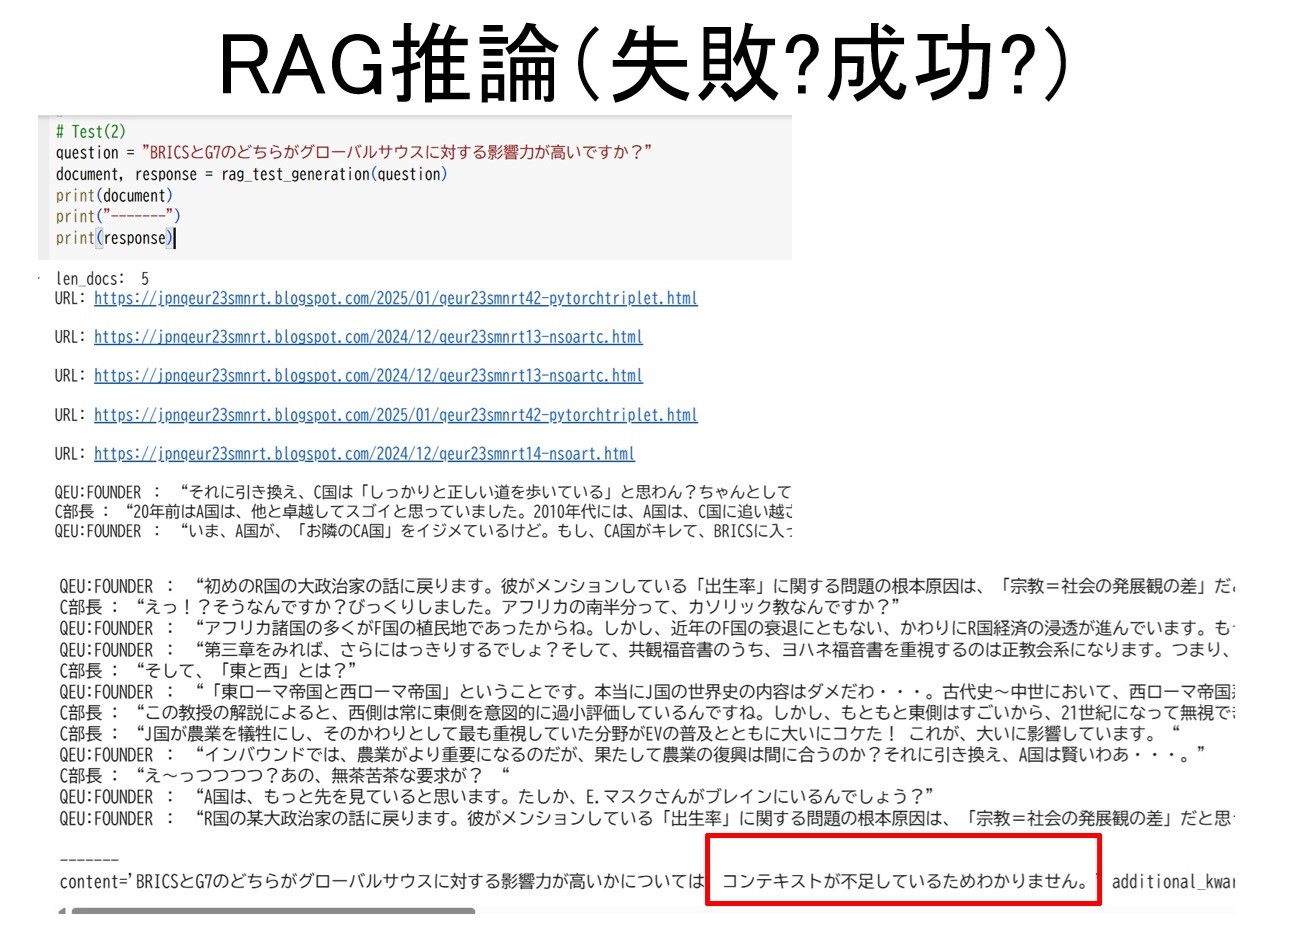 RAG推論（失敗?成功?）
# Test(2)
question = "BRICSとG7のどちらがグローバルサウスに対する影響力が高いですか？"
document, response = rag_test_generation(question)
print(document)
print("-------")
print(response)
len_docs: 5
URL: https://jpnqeur23smnrt.blogspot.com/2025/01/qeur23smnrt42-pytorchtriplet.html
URL: https://jpnqeur23smnrt.blogspot.com/2024/12/qeur23smnrt13-nsoartc.html
URL: https://jpnqeur23smnrt.blogspot.com/2024/12/qeur23smnrt13-nsoartc.html
URL: https://jpnqeur23smnrt.blogspot.com/2025/01/qeur23smnrt42-pytorchtriplet.html
URL: https://jpnqeur23smnrt.blogspot.com/2024/12/qeur23smnrt14-nsoart.html
QEU:FOUNDER ： “それに引き換え、C国は「しっかりと正しい道を歩いている」と思わん？ちゃんとして
C部長 ： “20年前はA国は、他と卓越してスゴイと思っていました。2010年代には、A国は、C国に追い越さ
QEU:FOUNDER ： “いま、A国が、「お隣のCA国」をイジメているけど。もし、CA国がキレて、BRICSに入っ
QEU:FOUNDER ： “初めのR国の大政治家の話に戻ります。彼がメンションしている「出生率」に関する問題の根本原因は、「宗教＝社会の発展観の差」だと
C部長 ： “えっ！？そうなんですか？びっくりしました。アフリカの南半分って、カソリック教なんですか？”
QEU:FOUNDER ： “アフリカ諸国の多くがF国の植民地であったからね。しかし、近年のF国の衰退にともない、かわりにR国経済の浸透が進んでいます。も
QEU:FOUNDER ： “第三章をみれば、さらにはっきりするでしょ？そして、共観福音書のうち、ヨハネ福音書を重視するのは正教会系になります。つまり、
C部長 ： “そして、「東と西」とは？”
QEU:FOUNDER ： “「東ローマ帝国と西ローマ帝国」ということです。本当にJ国の世界史の内容はダメだわ・・・。古代史～中世において、西ローマ帝国
C部長 ： “この教授の解説によると、西側は常に東側を意図的に過小評価しているんですね。しかし、もともと東側はすごいから、21世紀になって無視でき
C部長 ： “J国が農業を犠牲にし、そのかわりとして最も重視していた分野がEVの普及とともに大いにコケた！ これが、大いに影響しています。 “
QEU:FOUNDER ： “インバウンドでは、農業がより重要になるのだが、果たして農業の復興は間に合うのか？それに引き換え、A国は賢いわあ・・・。”
C部長 ： “え～っつつつつ？あの、無茶苦茶な要求が？ “
QEU:FOUNDER ： “A国は、もっと先を見ていると思います。たしか、E.マスクさんがブレインにいるんでしょう？”
QEU:FOUNDER ： “R国の某大政治家の話に戻ります。彼がメンションしている「出生率」に関する問題の根本原因は、「宗教＝社会の発展観の差」だと思
-------
content='BRICSとG7のどちらがグローバルサウスに対する影響力が高いかについては、コンテキストが不足しているためわかりません。' additional_kwar